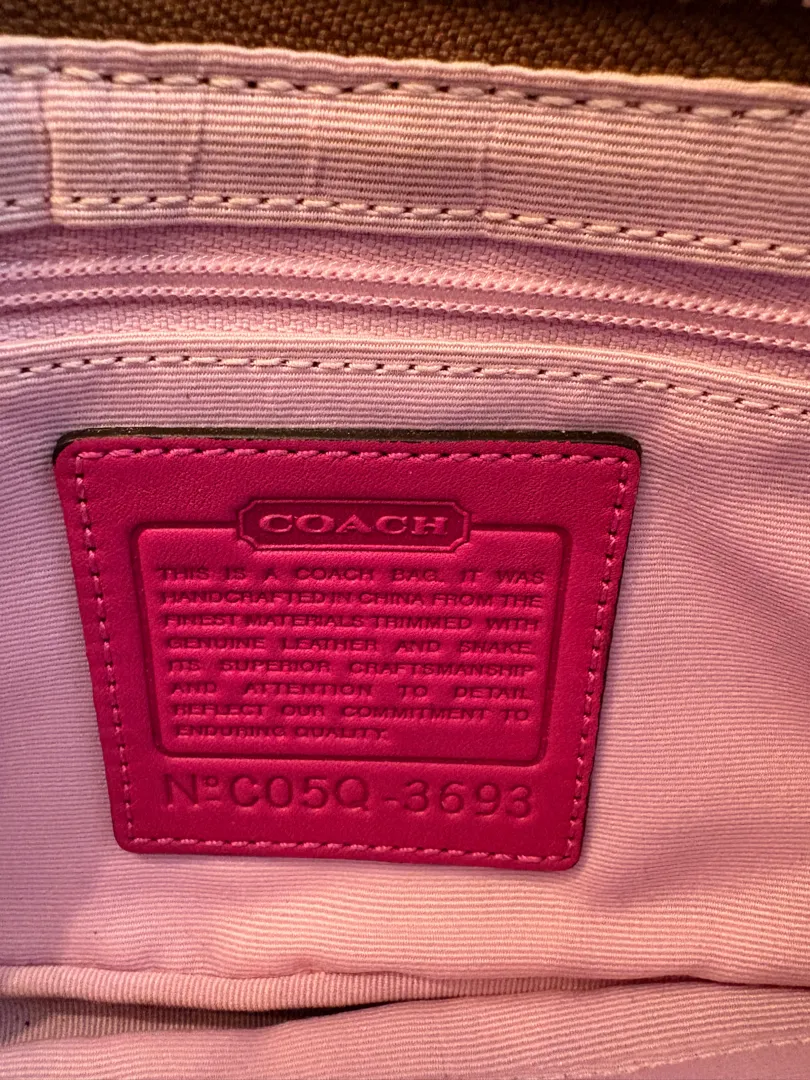 COACH
THIS IS A COACH BAG. IT WAS
HANDCRAFTED IN CHINA FROM THE
FINEST MATERIALS TRIMMED WITH
GENUINE LEATHER AND SNAKE.
ITS SUPERIOR CRAFTSMANSHIP
AND ATTENTION TO DETAIL
REFLECT OUR COMMITMENT TO
ENDURING QUALITY.
Nº C05Q-3693